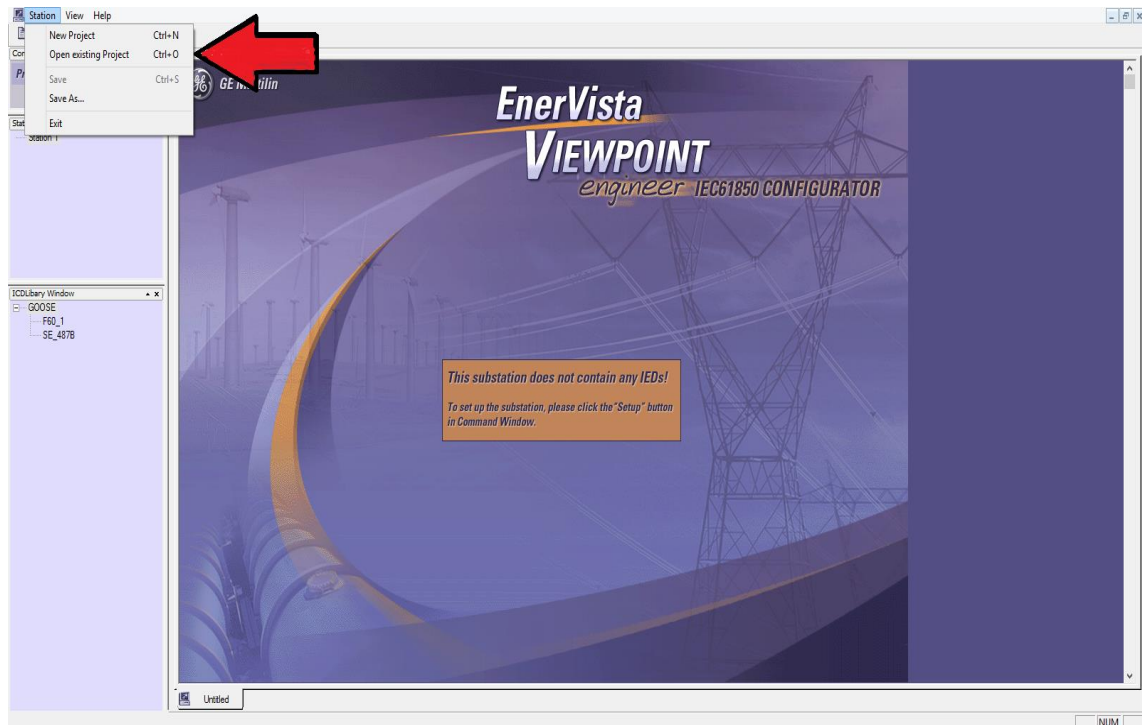 Station View Help
New Project Ctrl+N
Open existing Project Ctrl+O
Save Ctrl+S
Save As...
Exit
Station 1
ICDLibary Window
GOOSE
F60_1
SE_487B
GE
EnerVista
VIEWPOINT
engineer IEC61850 CONFIGURATOR
This substation does not contain any IEDs!
To set up the substation, please click the "Setup" button
in Command Window.
Untitled
NUM